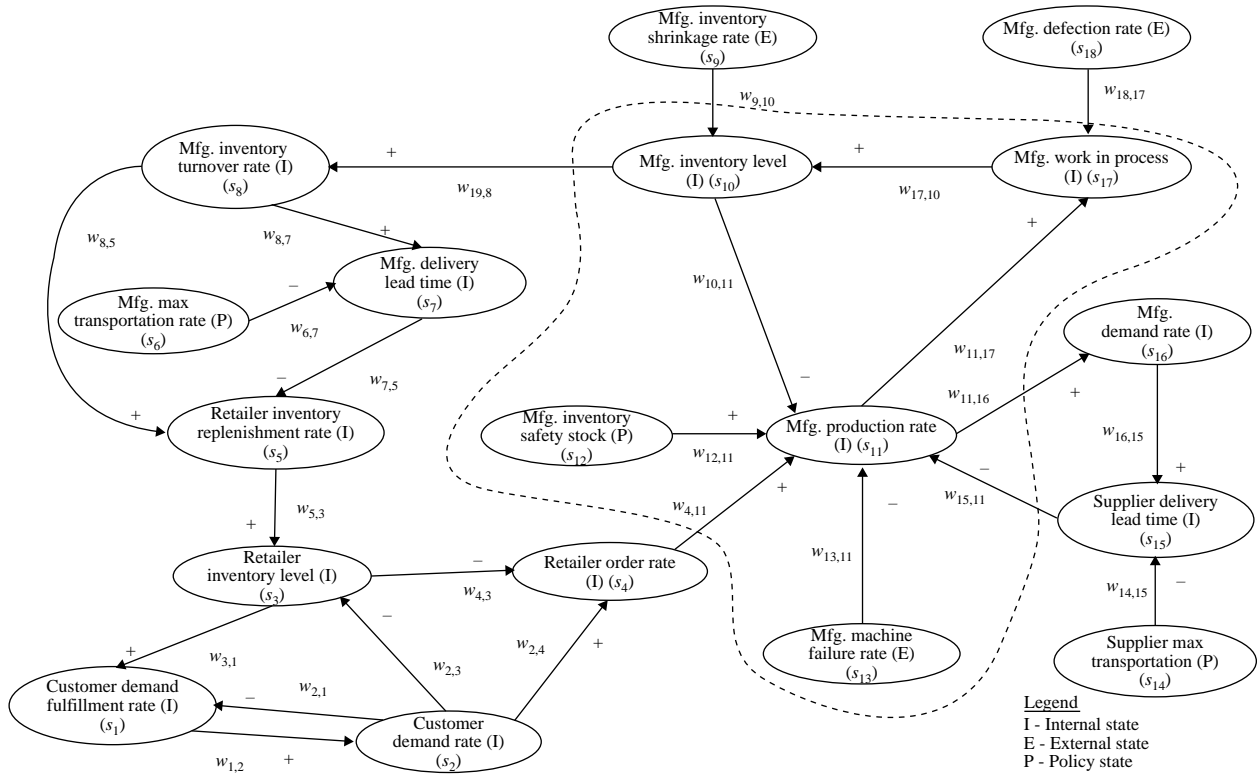 Mfg. inventory
shrinkage rate (E)
(s9)
Mfg. defection rate (E)
(s18)
w9,10
w18,17
Mfg. inventory
turnover rate (I)
(s8)
+
w19,8
Mfg. inventory level
(I) (s10)
+
w17,10
Mfg. work in process
(I) (s17)
w8,5
w8,7
+
+
Mfg. delivery
lead time (I)
(s7)
w10,11
Mfg. max
transportation rate (P)
(s6)
–
w6,7
Mfg.
demand rate (I)
(s16)
w11,17
–
w7,5
–
w11,16
+
+
Retailer inventory
replenishment rate (I)
(s5)
Mfg. inventory
safety stock (P)
(s12)
+
w12,11
Mfg. production rate
(I) (s11)
w16,15
+
–
w15,11
w5,3
+
w4,11
+
–
Supplier delivery
lead time (I)
(s15)
Retailer
inventory level (I)
(s3)
–
w4,3
Retailer order rate
(I) (s4)
w13,11
w14,15
–
–
+
w3,1
w2,3
w2,4
+
Mfg. machine
failure rate (E)
(s13)
Supplier max
transportation (P)
(s14)
Customer demand
fulfillment rate (I)
(s1)
–
w2,1
Customer
demand rate (I)
(s2)
w1,2
+
Legend
I - Internal state
E - External state
P - Policy state